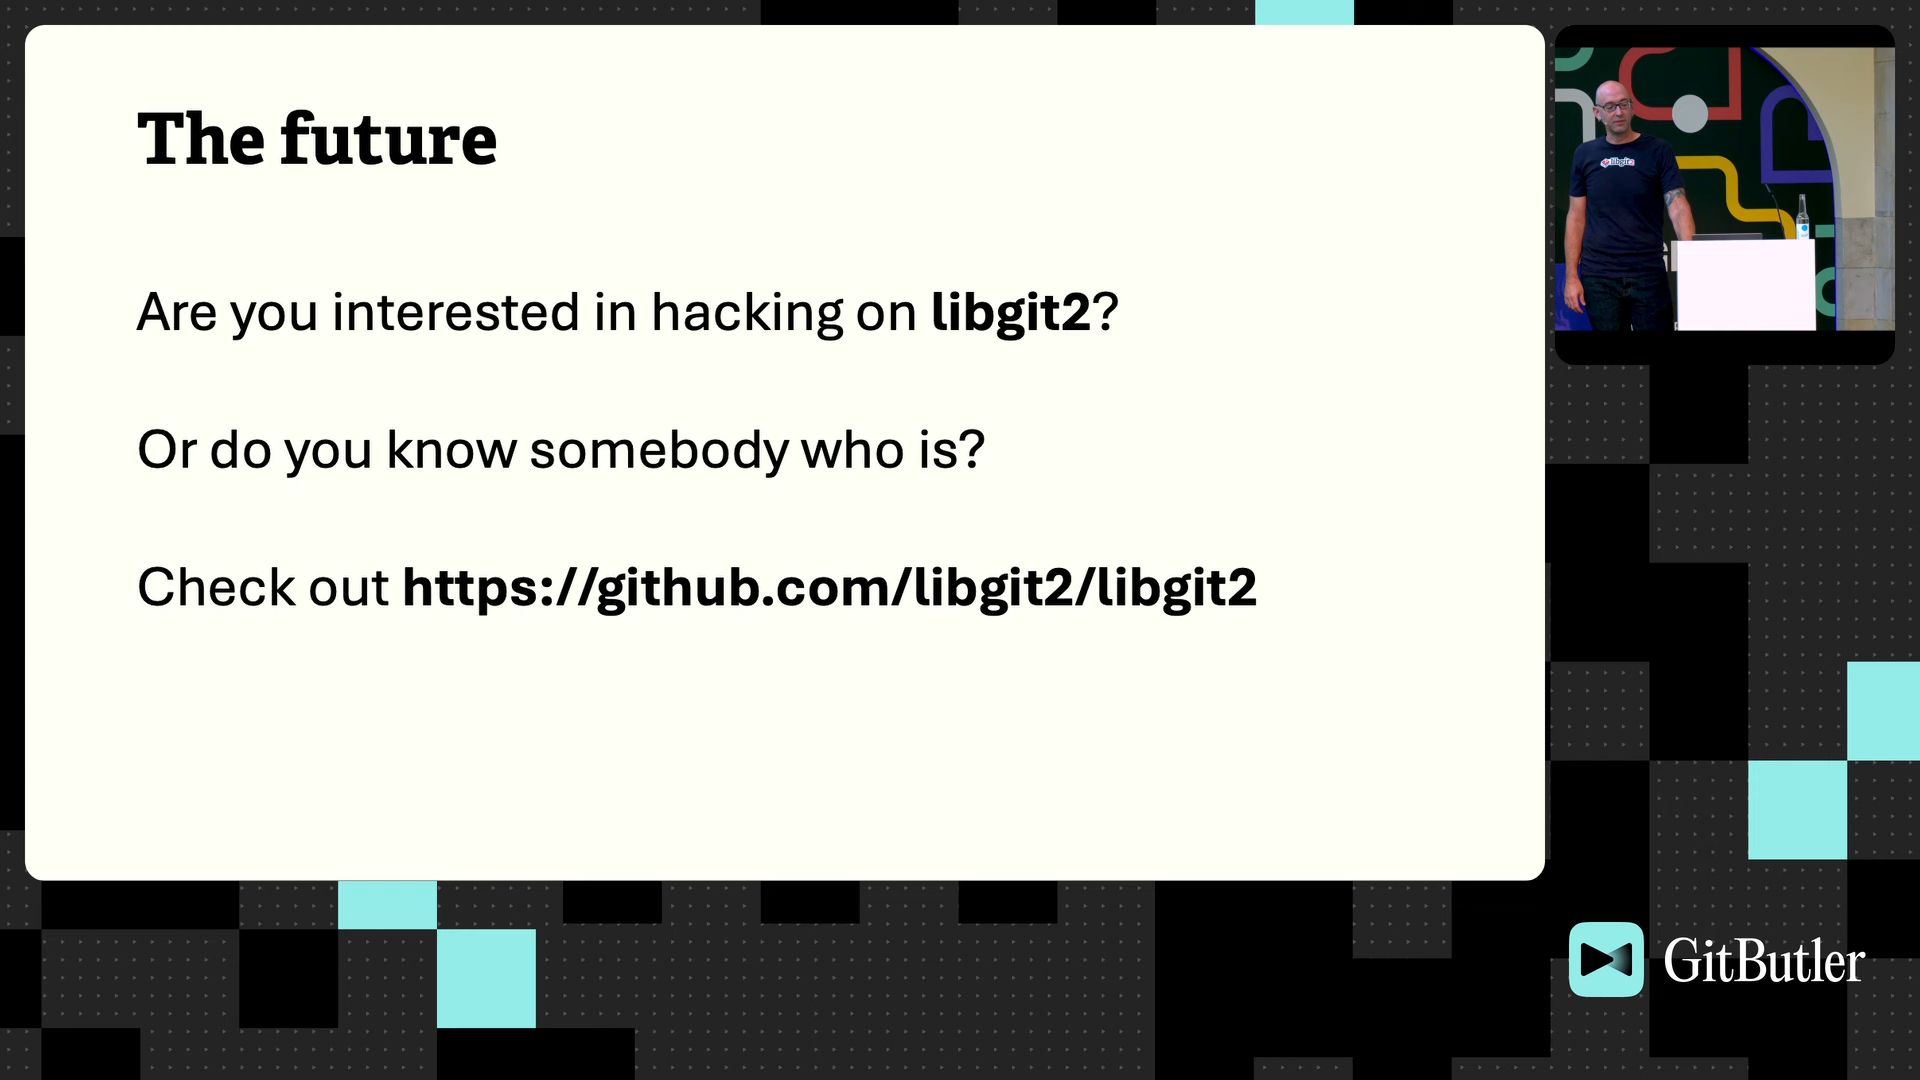 The future
Are you interested in hacking on libgit2?
Or do you know somebody who is?
Check out https://github.com/libgit2/libgit2
libgit2
GitButler